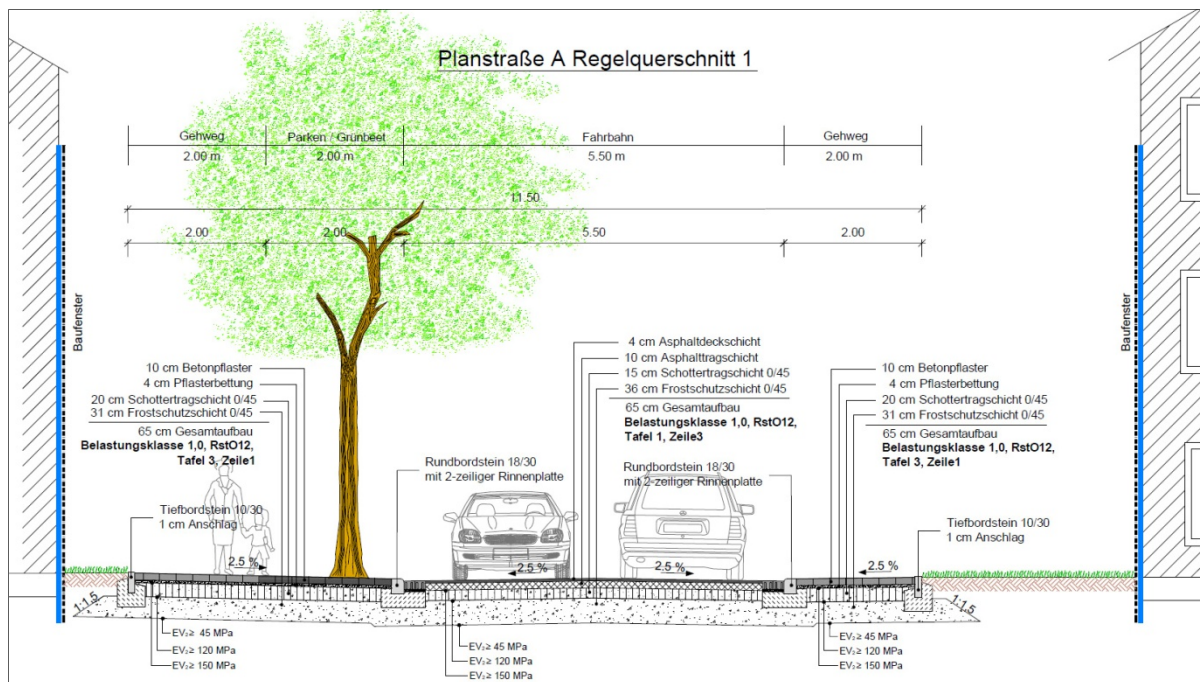 Planstraße A Regelquerschnitt 1
Gehweg
Parken / Grünbeet
Fahrbahn
Gehweg
2.00 m
2.00 m
5.50 m
2.00 m
11.50
2.00
2.00
5.50
2.00
Baufenster
Baufenster
10 cm Betonpflaster
4 cm Pflasterbettung
20 cm Schottertragschicht 0/45
31 cm Frostschutzschicht 0/45
65 cm Gesamtaufbau
Belastungsklasse 1,0, RstO12,
Tafel 3, Zeile1
4 cm Asphaltdeckschicht
10 cm Asphalttragschicht
15 cm Schottertragschicht 0/45
36 cm Frostschutzschicht 0/45
65 cm Gesamtaufbau
Belastungsklasse 1,0, RstO12,
Tafel 1, Zeile3
10 cm Betonpflaster
4 cm Pflasterbettung
20 cm Schottertragschicht 0/45
31 cm Frostschutzschicht 0/45
65 cm Gesamtaufbau
Belastungsklasse 1,0, RstO12,
Tafel 3, Zeile1
Rundbordstein 18/30
mit 2-zeiliger Rinnenplatte
Rundbordstein 18/30
mit 2-zeiliger Rinnenplatte
Tiefbordstein 10/30
1 cm Anschlag
Tiefbordstein 10/30
1 cm Anschlag
2.5 %
2.5 %
2.5 %
2.5 %
1:1.5
1:1.5
EV₂≥ 45 MPa
EV₂≥ 120 MPa
EV₂≥ 150 MPa
EV₂≥ 45 MPa
EV₂≥ 120 MPa
EV₂≥ 150 MPa
EV₂≥ 45 MPa
EV₂≥ 120 MPa
EV₂≥ 150 MPa